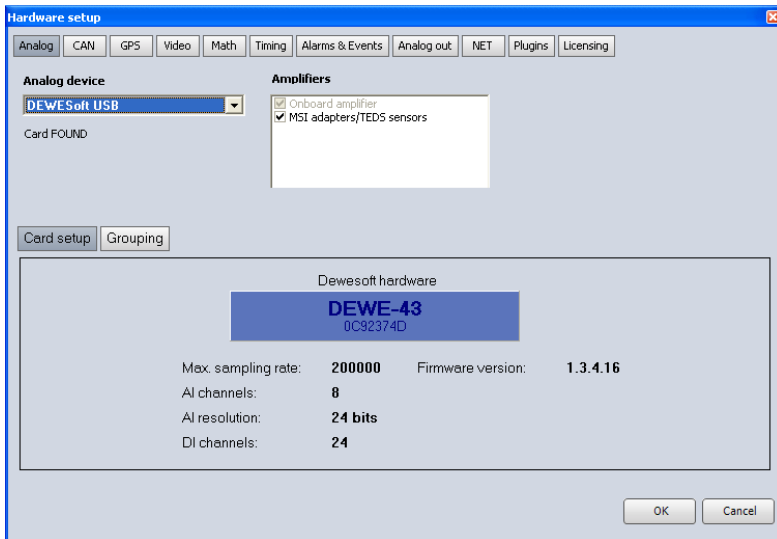 Hardware setup
Analog CAN GPS Video Math Timing Alarms & Events Analog out NET Plugins Licensing
Analog device
Amplifiers
DEWESoft USB
Onboard amplifier
MSI adapters/TEDS sensors
Card FOUND
Card setup Grouping
Dewesoft hardware
DEWE-43
0C92374D
Max. sampling rate: 200000 Firmware version: 1.3.4.16
AI channels: 8
AI resolution: 24 bits
DI channels: 24
OK Cancel